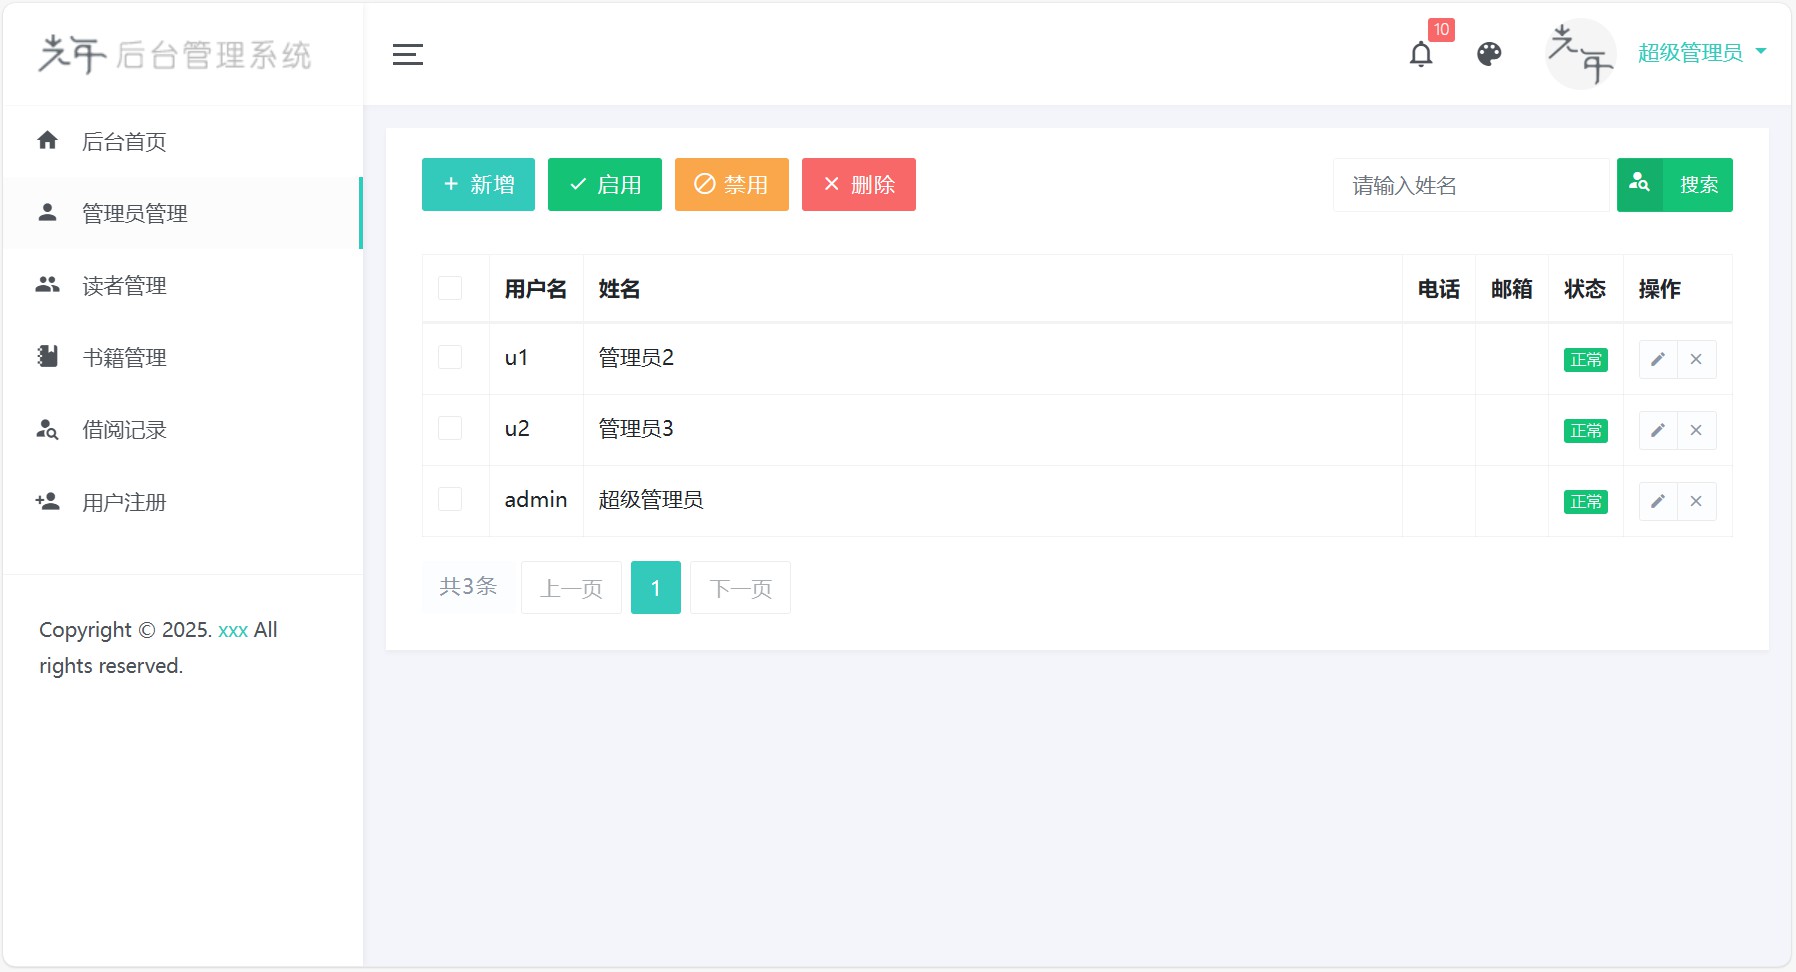 光年 后台管理系统
10
光年
超级管理员
后台首页
管理员管理
读者管理
书籍管理
借阅记录
用户注册
Copyright © 2025. xxx All
rights reserved.
新增 启用 禁用 删除
请输入姓名 搜索
用户名 姓名 电话 邮箱 状态 操作
u1 管理员2 正常
u2 管理员3 正常
admin 超级管理员 正常
共3条 上一页 1 下一页